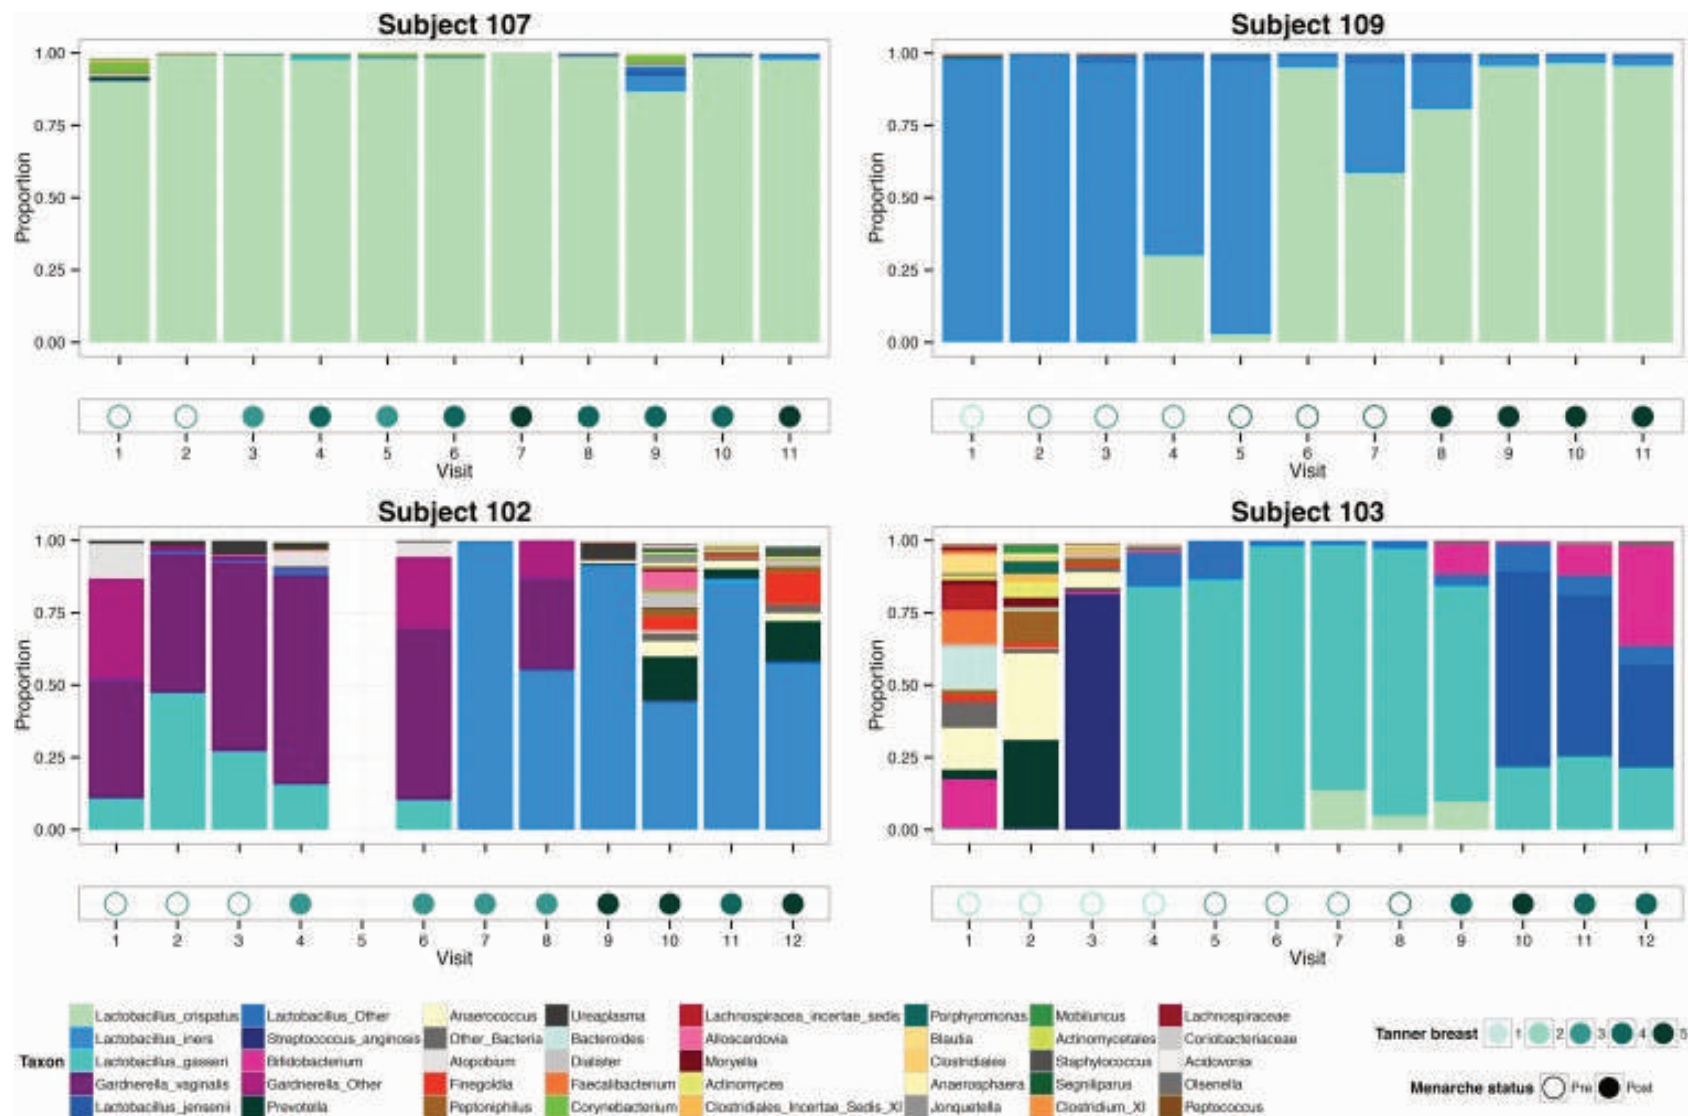 Subject 107
Subject 109
1.00
0.75
0.50
0.25
0.00
Proportion
1 2 3 4 5 6 7 8 9 10 11
Visit
1.00
0.75
0.50
0.25
0.00
Proportion
1 2 3 4 5 6 7 8 9 10 11
Visit
Subject 102
Subject 103
1.00
0.75
0.50
0.25
0.00
Proportion
1 2 3 4 5 6 7 8 9 10 11 12
Visit
1.00
0.75
0.50
0.25
0.00
Proportion
1 2 3 4 5 6 7 8 9 10 11 12
Visit
Taxon
Lactobacillus_crispatus Lactobacillus_Other Anaerococcus Ureaplasma Lachnospiracea_incertae_sedis Porphyromonas Mobiluncus Lachnospiraceae
Lactobacillus_iners Streptococcus_anginosis Other_Bacteria Bacteroides Alloscardovia Blautia Actinomycetales Coriobacteriaceae
Lactobacillus_gasseri Bifidobacterium Atopobium Dialister Moryella Clostridiales Staphylococcus Acidovorax
Gardnerella_vaginalis Gardnerella_Other Finegoldia Faecalibacterium Actinomyces Anaerosphaera Segniliparus Olsenella
Lactobacillus_jensenii Prevotella Peptoniphilus Corynebacterium Clostridiales_Incertae_Sedis_XI Jonquetella Clostridium_XI Peptococcus
Tanner breast 1 2 3 4 5
Menarche status Pre Post